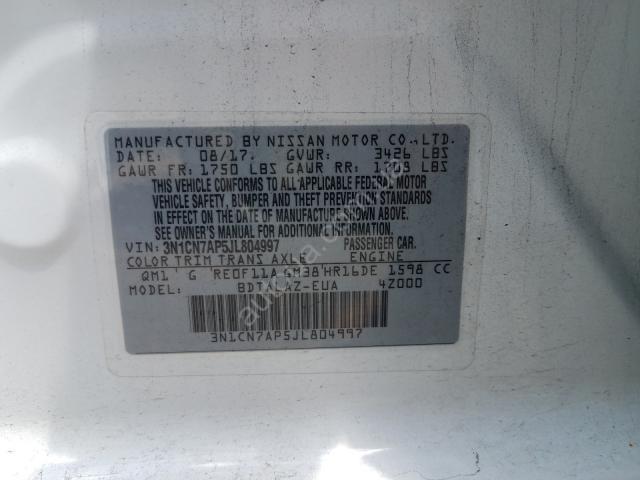 MANUFACTURED BY NISSAN MOTOR CO.,LTD.
DATE: 08/17. GVWR: 3426 LBS
GAWR FR: 1750 LBS GAWR RR: LBS
THIS VEHICLE CONFORMS TO ALL APPLICABLE FEDERAL MOTOR
VEHICLE SAFETY, BUMPER AND THEFT PREVENTION STANDARDS
IN EFFECT ON THE DATE OF MANUFACTURE SHOWN ABOVE.
SEE OWNER'S MANUAL FOR ADDITIONAL INFORMATION.
VIN: 3N1CN7AP5JL804997 PASSENGER CAR.
COLOR TRIM TRANS AXLE ENGINE
QM1 G RE0F11A GM38 HR16DE 1598 CC
MODEL: -EUA 4Z000
3N1CN7AP5JL804997